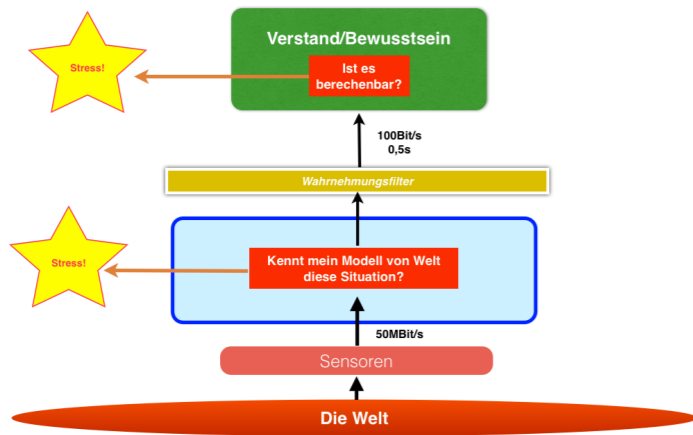 Verstand/Bewusstsein
Stress!
Ist es
berechenbar?
100Bit/s
0,5s
Wahrnehmungsfilter
Kennt mein Modell von Welt
diese Situation?
Stress!
50MBit/s
Sensoren
Die Welt